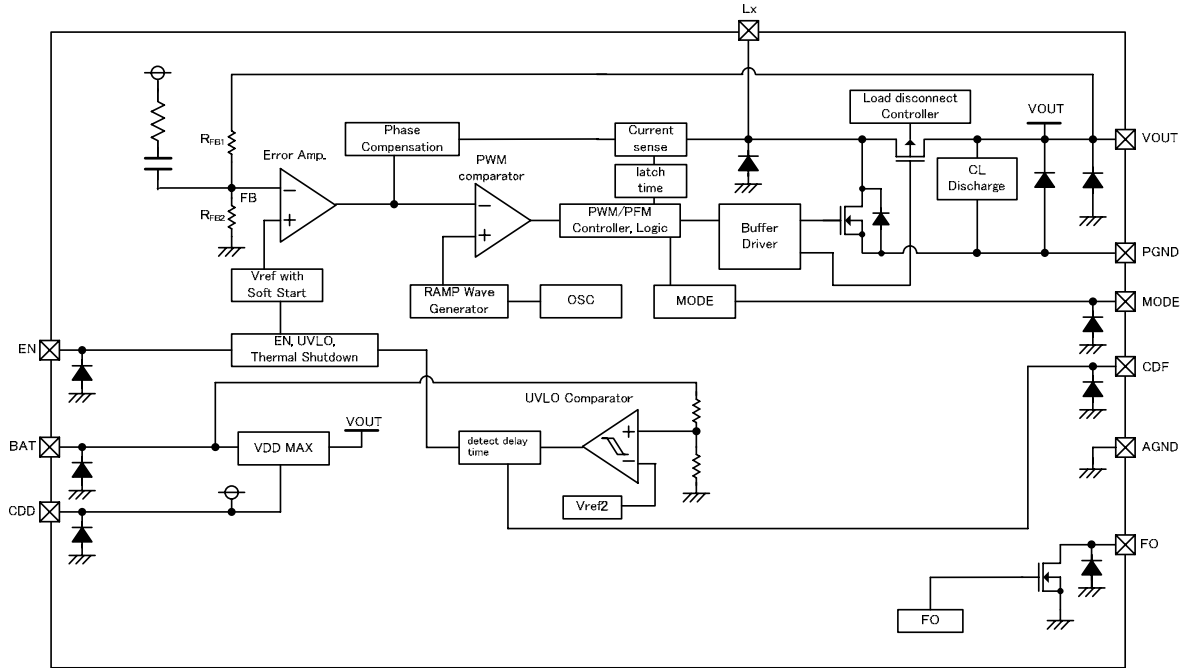 Lx
Load disconnect
Controller
VOUT
VOUT
RFB1
Phase
Compensation
Current
sense
Error Amp.
PWM
comparator
latch
time
CL
Discharge
FB
RFB2
PWM/PFM
Controller, Logic
Buffer
Driver
PGND
Vref with
Soft Start
RAMP Wave
Generator
OSC
MODE
MODE
EN
EN, UVLO,
Thermal Shutdown
CDF
UVLO Comparator
VOUT
BAT
VDD MAX
detect delay
time
AGND
Vref2
CDD
FO
FO